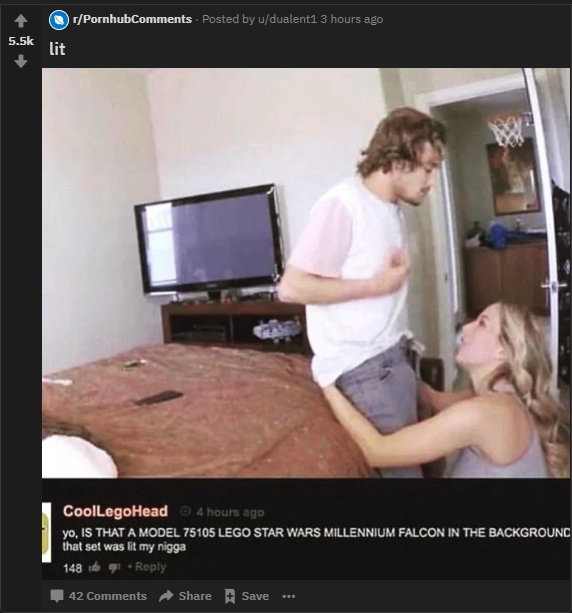 r/PornhubComments · Posted by u/dualent1 3 hours ago
5.5k
lit
CoolLegoHead 4 hours ago
yo, IS THAT A MODEL 75105 LEGO STAR WARS MILLENNIUM FALCON IN THE BACKGROUND
that set was lit my nigga
148 • Reply
42 Comments Share Save ...